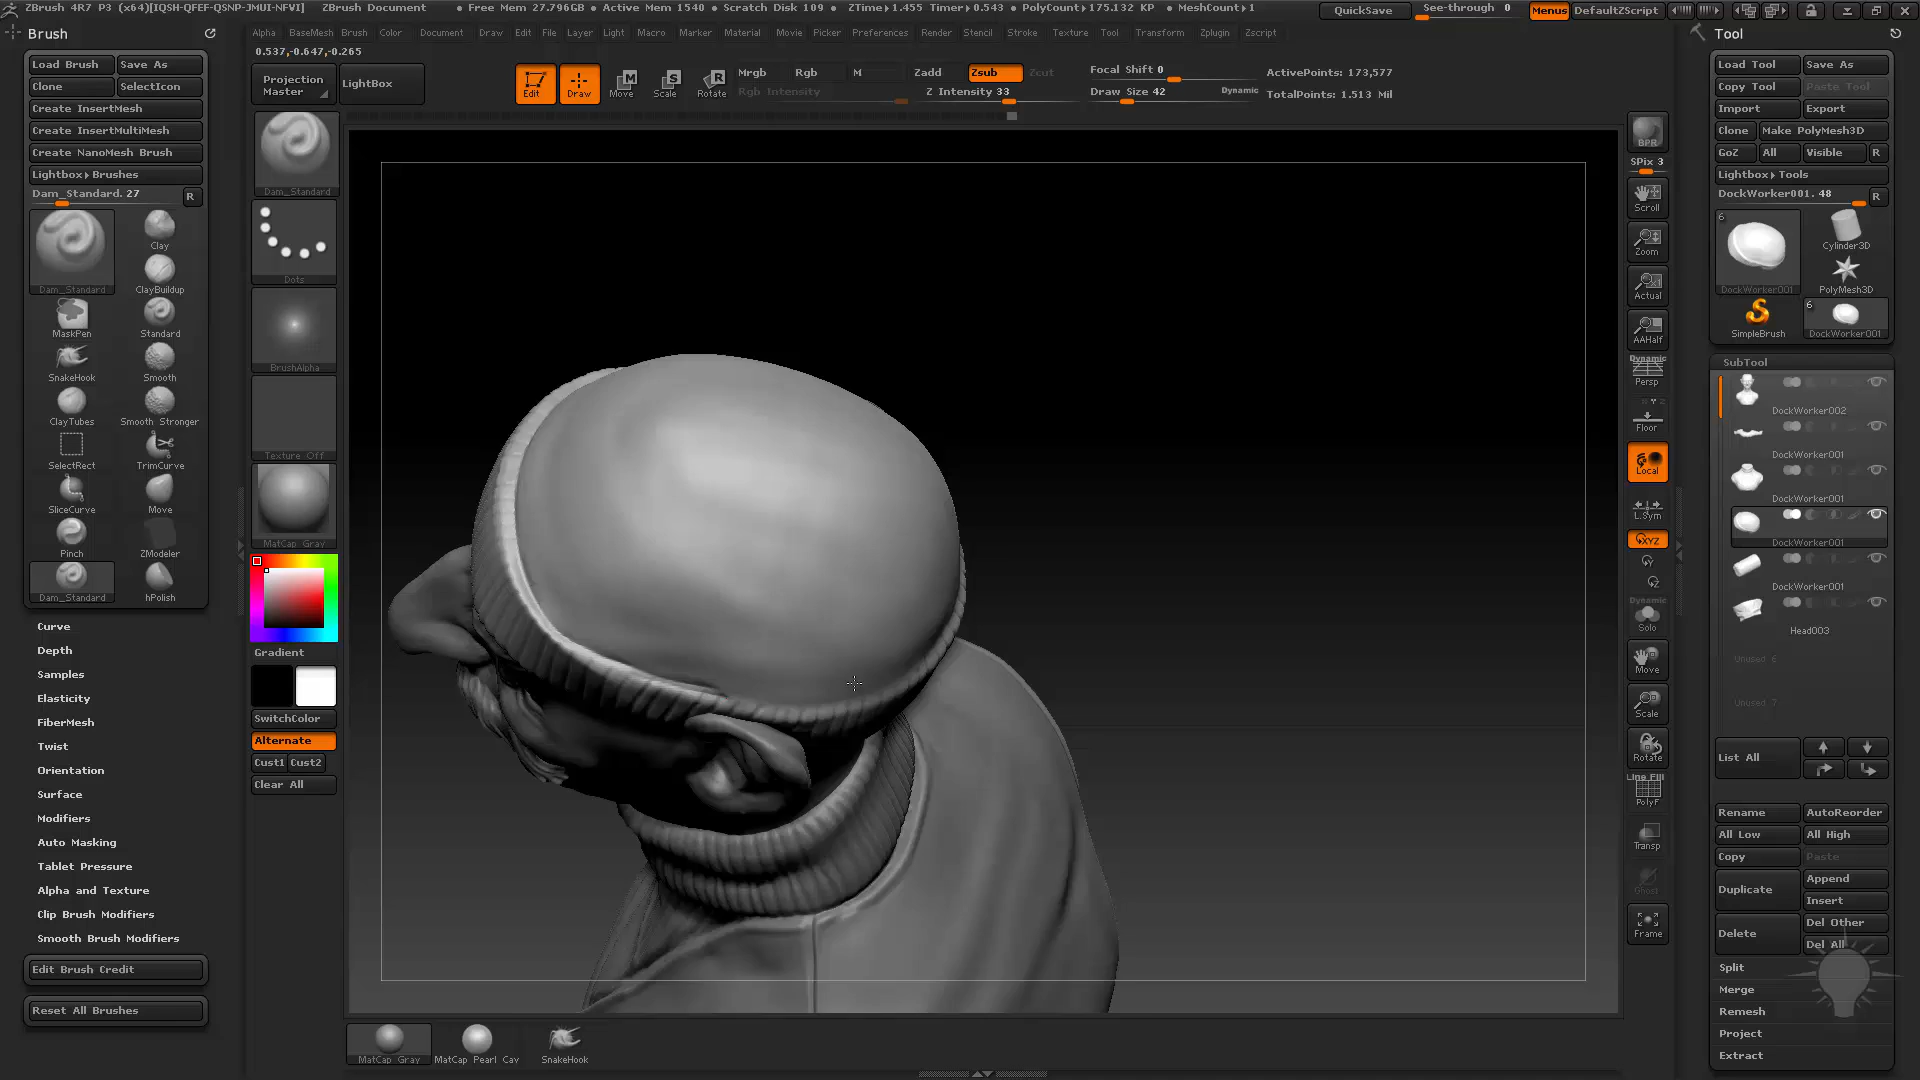 ZBrush 4R7 P3 (x64)[IQSH-QFEF-QSNP-JMUI-NFVI] ZBrush Document • Free Mem 27.796GB • Active Mem 1540 • Scratch Disk 109 • ZTime▸1.455 Timer▸0.543 • PolyCount▸175.132 KP • MeshCount▸1 QuickSave See-through 0 Menus DefaultZScript
Brush
Alpha BaseMesh Brush Color Document Draw Edit File Layer Light Macro Marker Material Movie Picker Preferences Render Stencil Stroke Texture Tool Transform Zplugin Zscript
Tool
0.537,-0.647,-0.265
Load Brush Save As
Clone SelectIcon
Create InsertMesh
Create InsertMultiMesh
Create NanoMesh Brush
Lightbox▸Brushes
Dam_Standard. 27 R
Dam_Standard
Clay
ClayBuildup
MaskPen Standard
SnakeHook Smooth
ClayTubes Smooth Stronger
SelectRect TrimCurve
SliceCurve Move
Pinch ZModeler
Dam_Standard hPolish
Curve
Depth
Samples
Elasticity
FiberMesh
Twist
Orientation
Surface
Modifiers
Auto Masking
Tablet Pressure
Alpha and Texture
Clip Brush Modifiers
Smooth Brush Modifiers
Edit Brush Credit
Reset All Brushes
Projection Master
LightBox
Edit Draw Move Scale Rotate
Mrgb Rgb M Zadd Zsub Zcut
Rgb Intensity Z Intensity 33
Focal Shift 0
Draw Size 42 Dynamic
ActivePoints: 173,577
TotalPoints: 1.513 Mil
Dam_Standard
Dots
BrushAlpha
Texture Off
MatCap Gray
Gradient
SwitchColor
Alternate
Cust1 Cust2
Clear All
MatCap Gray MatCap Pearl Cav SnakeHook
BPR
SPix 3
Scroll
Zoom
Actual
AAHalf
Dynamic
Persp
Floor
Local
L.Sym
XYZ
Dynamic
Solo
Move
Scale
Rotate
Line Fill
PolyF
Transp
Ghost
Frame
Load Tool Save As
Copy Tool Paste Tool
Import Export
Clone Make PolyMesh3D
GoZ All Visible R
Lightbox▸Tools
DockWorker001. 48 R
6
DockWorker001
Cylinder3D
PolyMesh3D
SimpleBrush
6
DockWorker001
SubTool
DockWorker002
DockWorker001
DockWorker001
DockWorker001
DockWorker001
Head003
Unused 6
Unused 7
List All
Rename AutoReorder
All Low All High
Copy Paste
Duplicate Append
Insert
Delete Del Other
Del All
Split
Merge
Remesh
Project
Extract